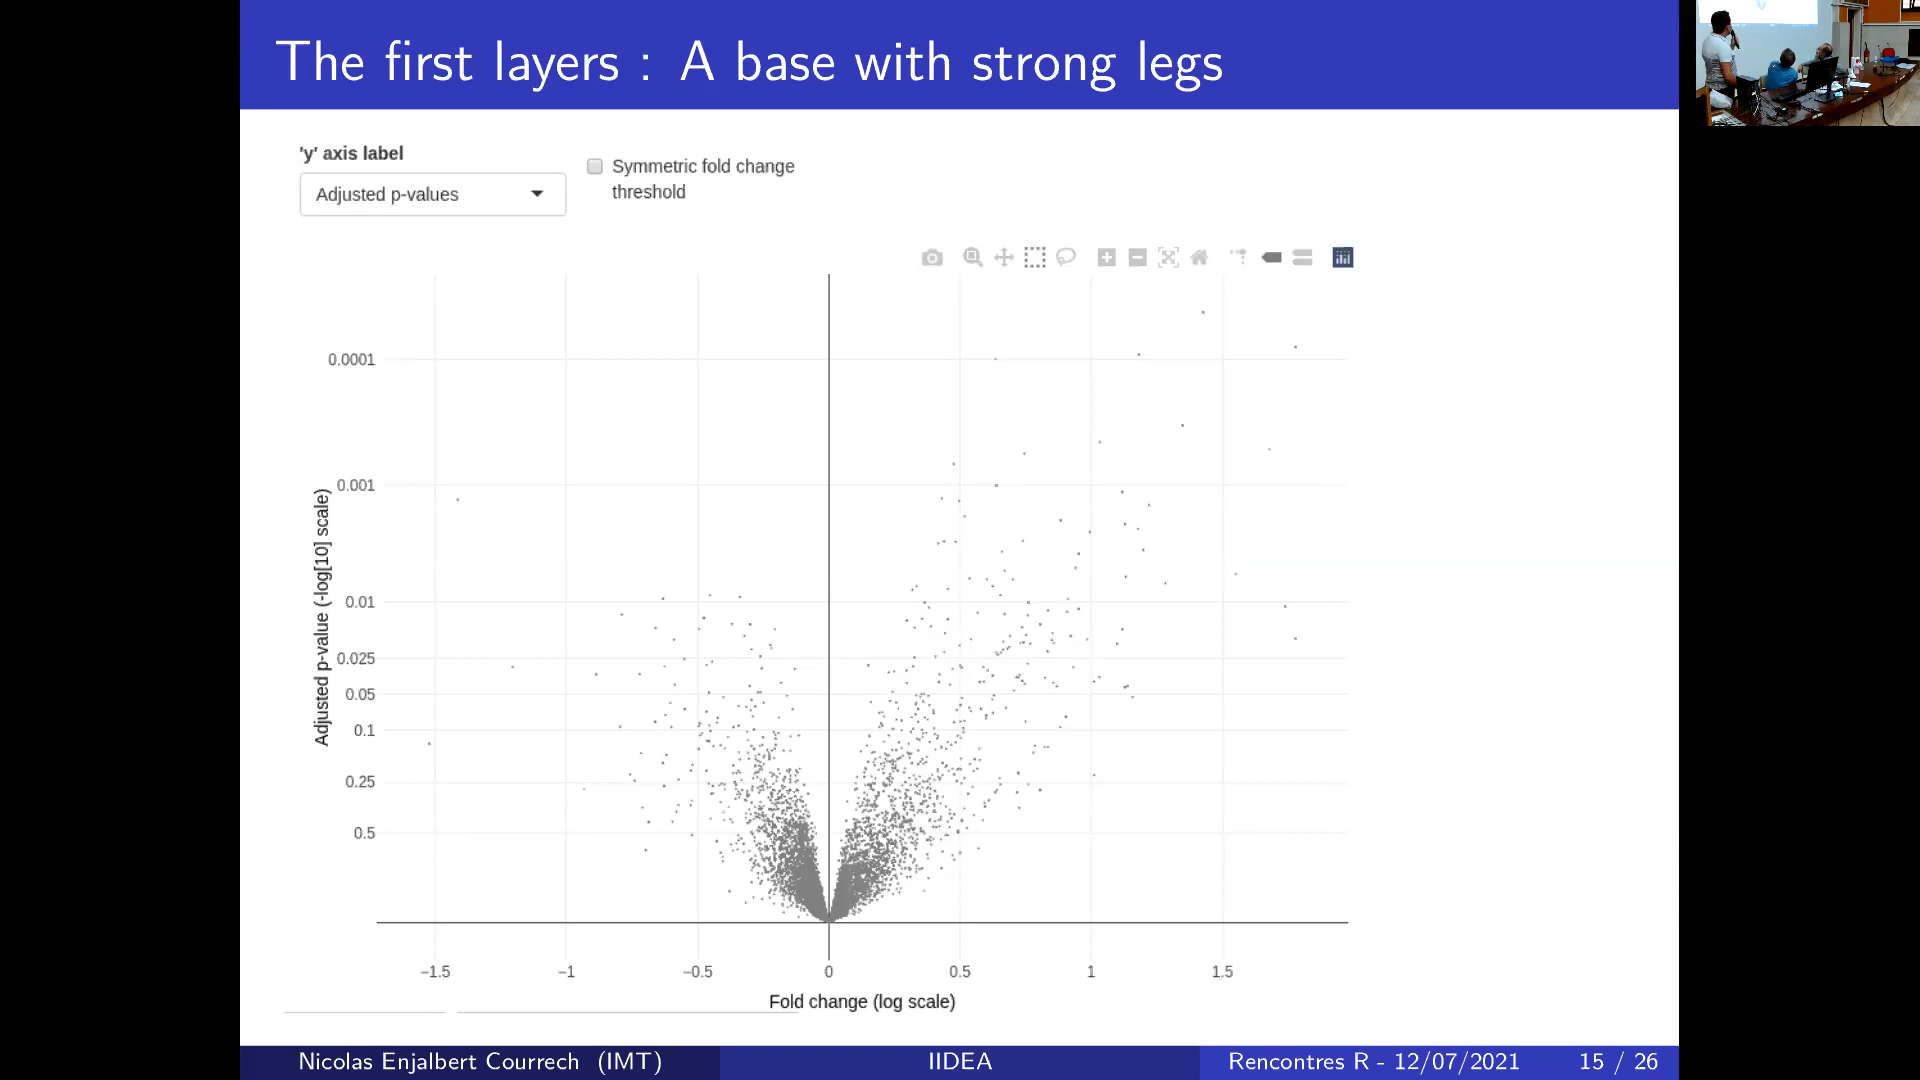 The first layers : A base with strong legs
'y' axis label
Adjusted p-values
Symmetric fold change
threshold
0.0001
0.001
0.01
0.025
0.05
0.1
0.25
0.5
Adjusted p-value (-log[10] scale)
−1.5
−1
−0.5
0
0.5
1
1.5
Fold change (log scale)
Nicolas Enjalbert Courrech (IMT)
IIDEA
Rencontres R - 12/07/2021
15 / 26